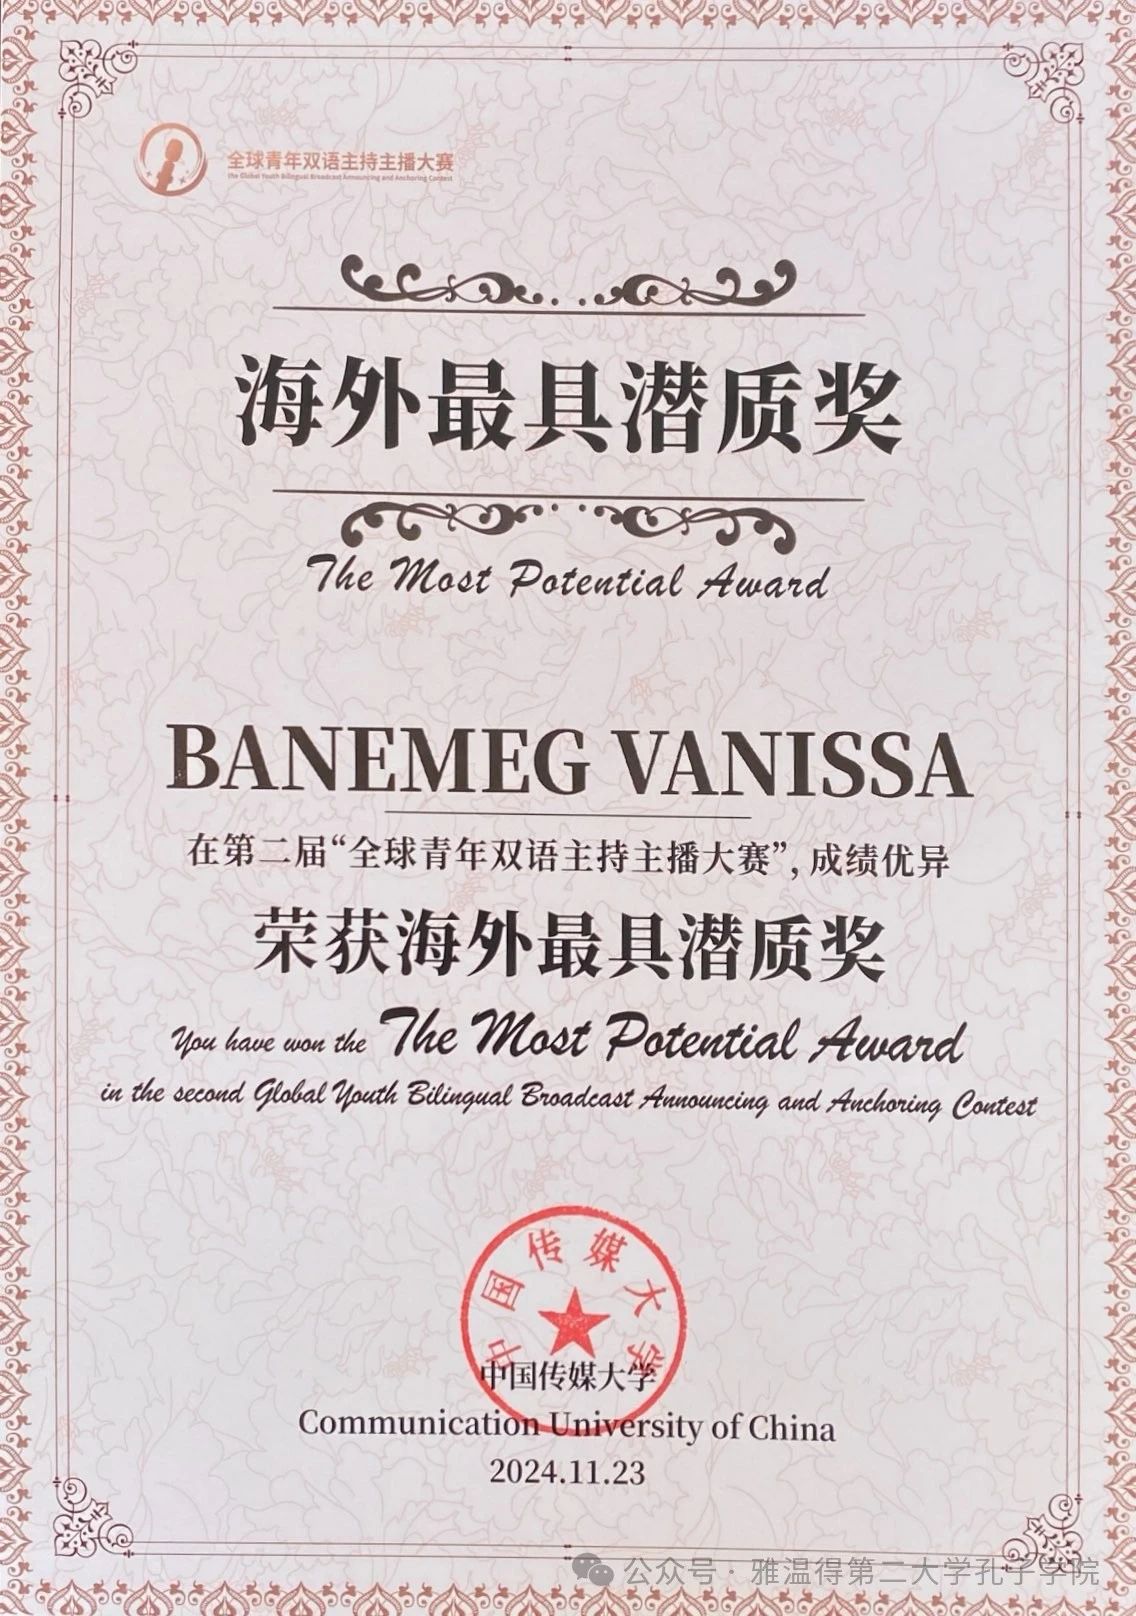 全球青年双语主持主播大赛
the Global Youth Bilingual Broadcast Announcing and Anchoring Contest
海外最具潜质奖
The Most Potential Award
BANEMEG VANISSA
在第二届“全球青年双语主持主播大赛”，成绩优异
荣获海外最具潜质奖
You have won the The Most Potential Award
in the second Global Youth Bilingual Broadcast Announcing and Anchoring Contest
中国传媒大学
中国传媒大学
Communication University of China
2024.11.23
公众号·雅温得第二大学孔子学院